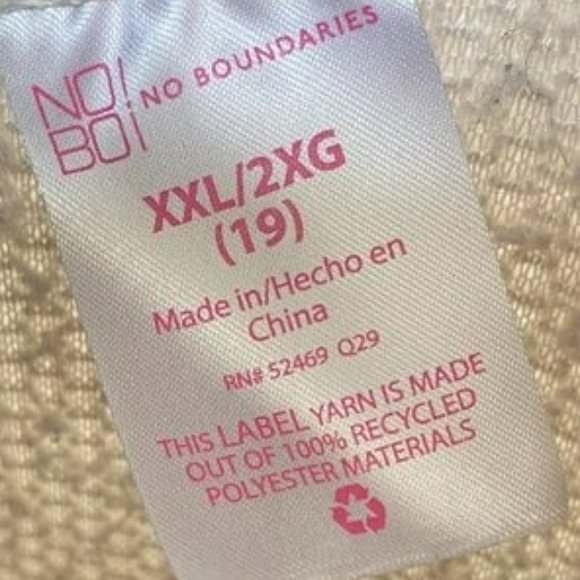 NO!
BO!
NO BOUNDARIES
XXL/2XG
(19)
Made in/Hecho en
China
RN# 52469 Q29
THIS LABEL YARN IS MADE
OUT OF 100% RECYCLED
POLYESTER MATERIALS